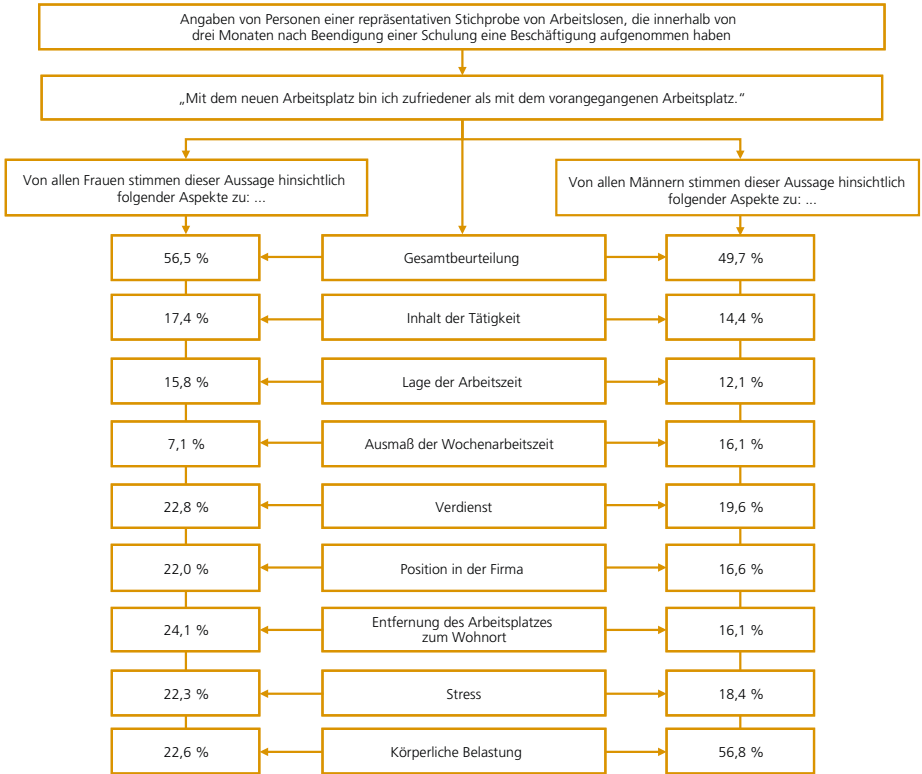 Angaben von Personen einer repräsentativen Stichprobe von Arbeitslosen, die innerhalb von
drei Monaten nach Beendigung einer Schulung eine Beschäftigung aufgenommen haben
„Mit dem neuen Arbeitsplatz bin ich zufriedener als mit dem vorangegangenen Arbeitsplatz.“
Von allen Frauen stimmen dieser Aussage hinsichtlich
folgender Aspekte zu: ...
Von allen Männern stimmen dieser Aussage hinsichtlich
folgender Aspekte zu: ...
56,5 % Gesamtbeurteilung 49,7 %
17,4 % Inhalt der Tätigkeit 14,4 %
15,8 % Lage der Arbeitszeit 12,1 %
7,1 % Ausmaß der Wochenarbeitszeit 16,1 %
22,8 % Verdienst 19,6 %
22,0 % Position in der Firma 16,6 %
24,1 % Entfernung des Arbeitsplatzes
zum Wohnort 16,1 %
22,3 % Stress 18,4 %
22,6 % Körperliche Belastung 56,8 %